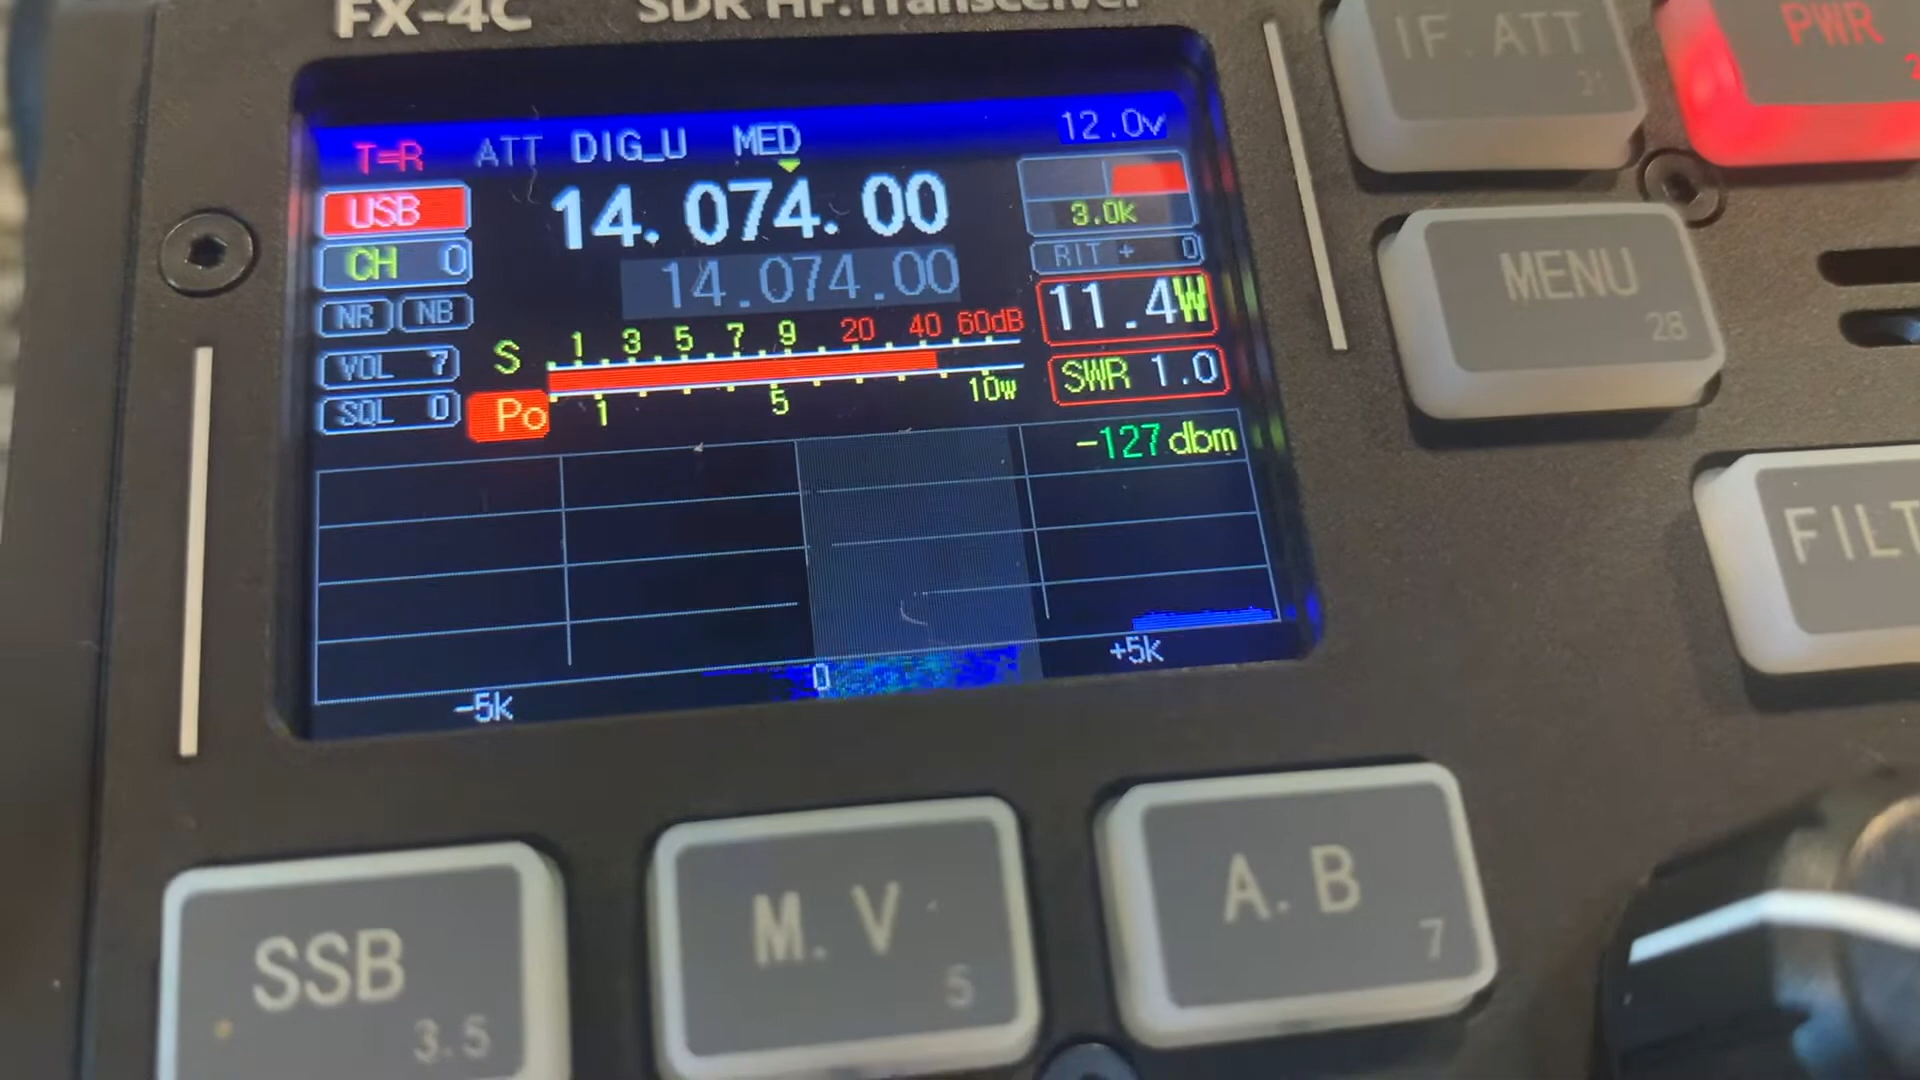 FX-4C SDR HF.Transceiver
IF.ATT
21
PWR
T=R ATT DIG_U MED 12.0v
USB 14.074.00
3.0k
CH 0 14.074.00 RIT + 0
NR NB 11.4W
S 1 3 5 7 9 20 40 60dB
VOL 7
SWR 1.0
SQL 0 Po 1 5 10w
-127dbm
-5k 0 +5k
MENU
28
FILT
SSB
3.5
M.V
5
A.B
7